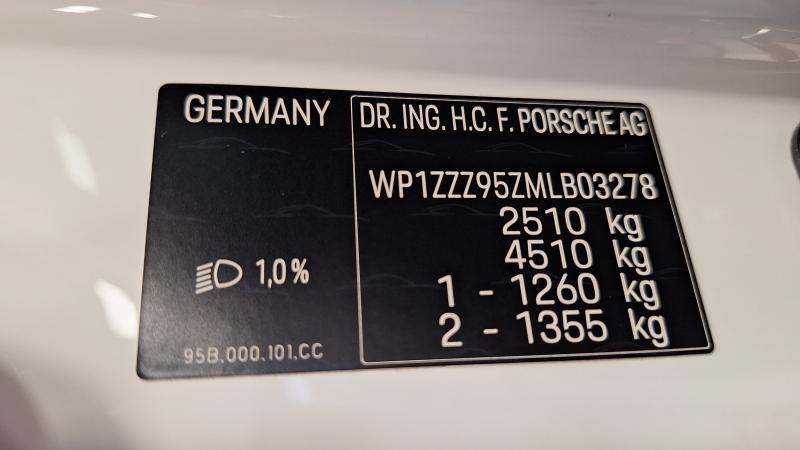 GERMANY
1,0%
95B.000.101.CC
DR. ING. H.C. F. PORSCHE AG
WP1ZZZ95ZMLB03278
2510 kg
4510 kg
1 - 1260 kg
2 - 1355 kg